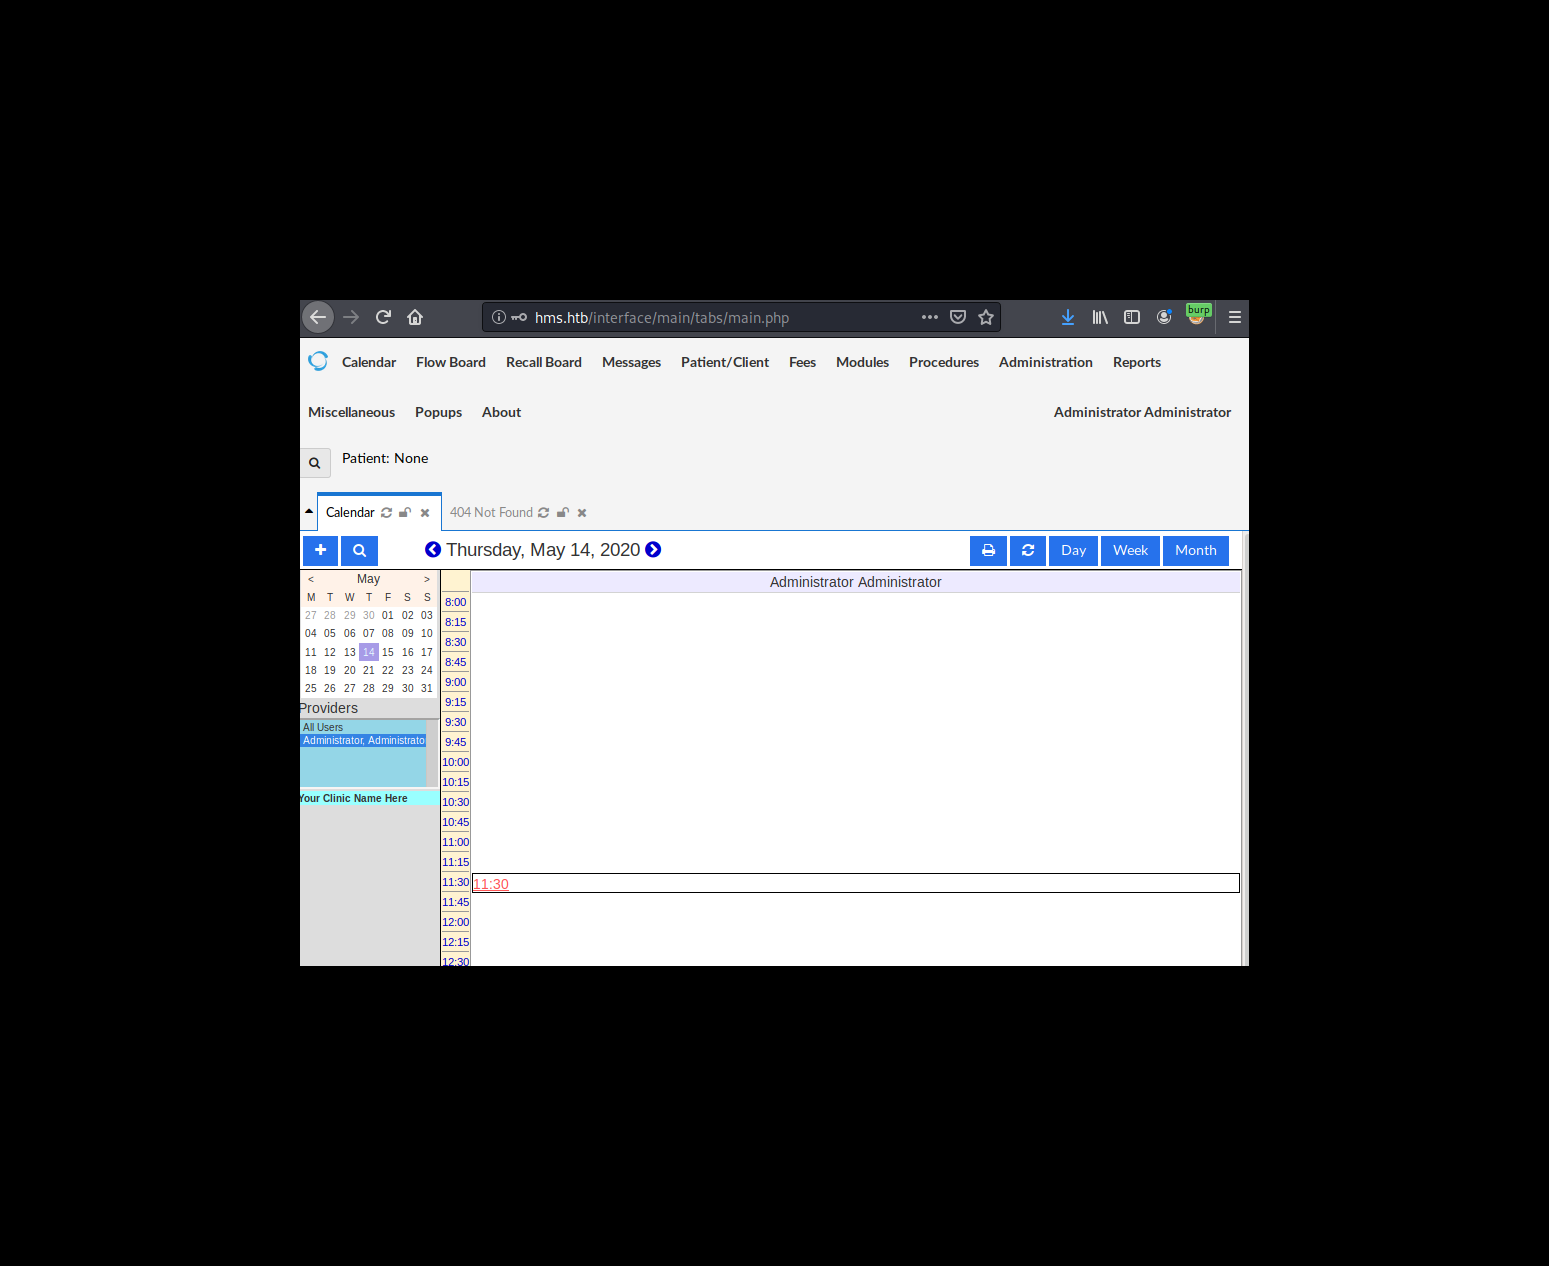 hms.htb/interface/main/tabs/main.php
burp
Calendar Flow Board Recall Board Messages Patient/Client Fees Modules Procedures Administration Reports
Miscellaneous Popups About Administrator Administrator
Patient: None
Calendar 404 Not Found
Thursday, May 14, 2020 Day Week Month
< May >
M T W T F S S
27 28 29 30 01 02 03
04 05 06 07 08 09 10
11 12 13 14 15 16 17
18 19 20 21 22 23 24
25 26 27 28 29 30 31
Providers
All Users
Administrator, Administrato
Your Clinic Name Here
Administrator Administrator
8:00
8:15
8:30
8:45
9:00
9:15
9:30
9:45
10:00
10:15
10:30
10:45
11:00
11:15
11:30 11:30
11:45
12:00
12:15
12:30